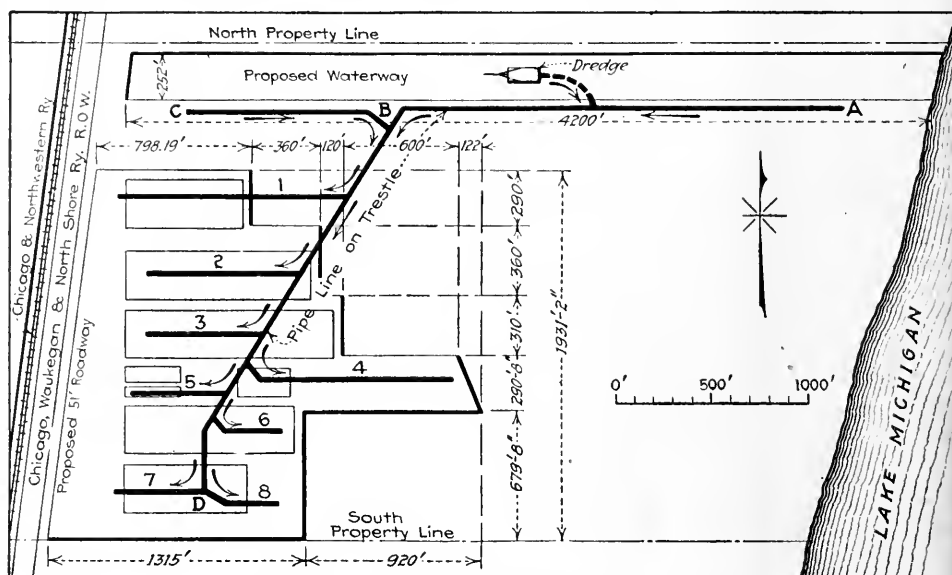 North Property Line
Proposed Waterway
Dredge
252'
C
B
A
4200'
798.19'
360'
120'
600'
122'
1
2
3
4
5
6
7
8
D
Pipe Line on Trestle
290'
360'
310'
290'-8"
679'-8"
1931'-2"
0' 500' 1000'
Chicago & Northwestern Ry.
Chicago, Waukegan & North Shore Ry. R.O.W.
Proposed 51' Roadway
LAKE MICHIGAN
South
Property Line
1315'
920'